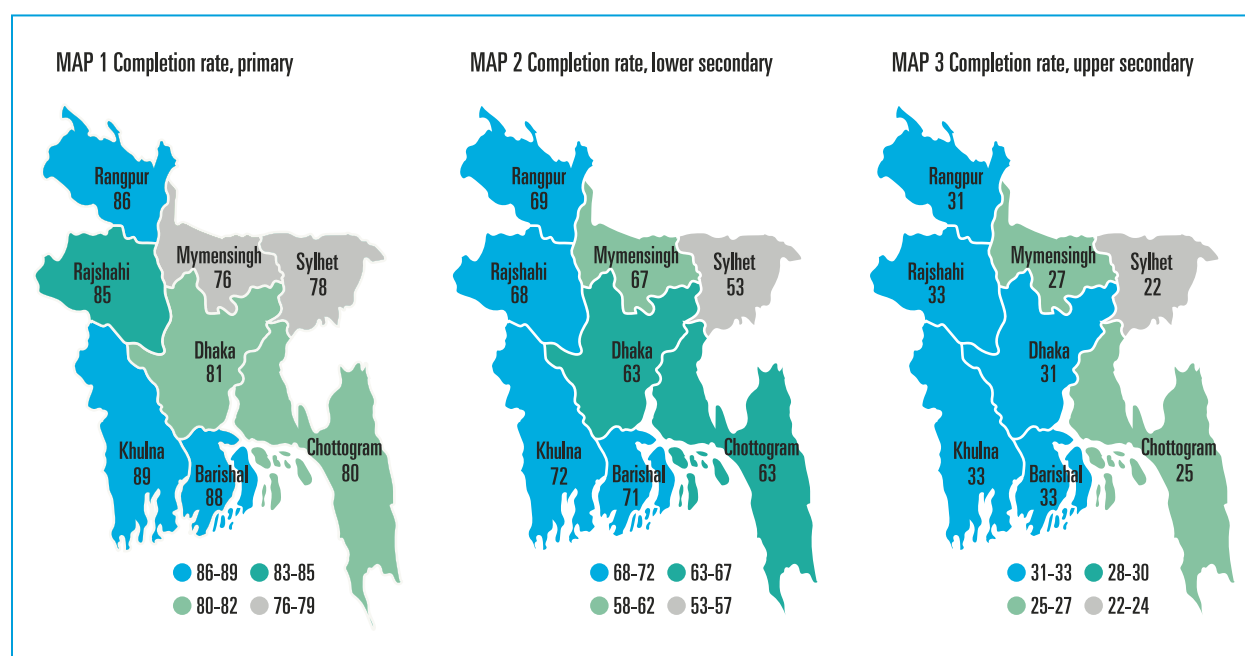 MAP 1 Completion rate, primary
Rangpur
86
Mymensingh
76
Sylhet
78
Rajshahi
85
Dhaka
81
Khulna
89
Barishal
88
Chottogram
80
86–89
83–85
80–82
76–79
MAP 2 Completion rate, lower secondary
Rangpur
69
Mymensingh
67
Sylhet
53
Rajshahi
68
Dhaka
63
Khulna
72
Barishal
71
Chottogram
63
68–72
63–67
58–62
53–57
MAP 3 Completion rate, upper secondary
Rangpur
31
Mymensingh
27
Sylhet
22
Rajshahi
33
Dhaka
31
Khulna
33
Barishal
33
Chottogram
25
31–33
28–30
25–27
22–24